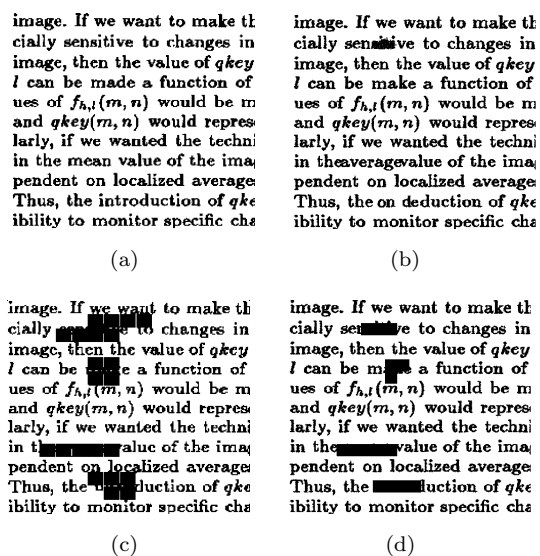 image. If we want to make th
cially sensitive to changes in
image, then the value of qkey
l can be made a function of
ues of fh,l(m, n) would be m
and qkey(m, n) would represe
larly, if we wanted the techni
in the mean value of the imag
pendent on localized average
Thus, the introduction of qke
ibility to monitor specific cha
(a)
image. If we want to make th
cially to changes in
image, then the value of qkey
l can be make a function of
ues of fh,l(m, n) would be m
and qkey(m, n) would represe
larly, if we wanted the techni
in theaveragevalue of the imag
pendent on localized average
Thus, the on deduction of qke
ibility to monitor specific cha
(b)
image. If we want to make th
cially to changes in
image, then the value of qkey
l can be a function of
ues of fh,l(m, n) would be m
and qkey(m, n) would represe
larly, if we wanted the techni
in value of the imag
pendent on localized average
Thus, the duction of qke
ibility to monitor specific cha
(c)
image. If we want to make th
cially sen ve to changes in
image, then the value of qkey
l can be ma a function of
ues of fh,l(m, n) would be m
and qkey(m, n) would represe
larly, if we wanted the techni
in the value of the imag
pendent on localized average
Thus, the luction of qke
ibility to monitor specific cha
(d)